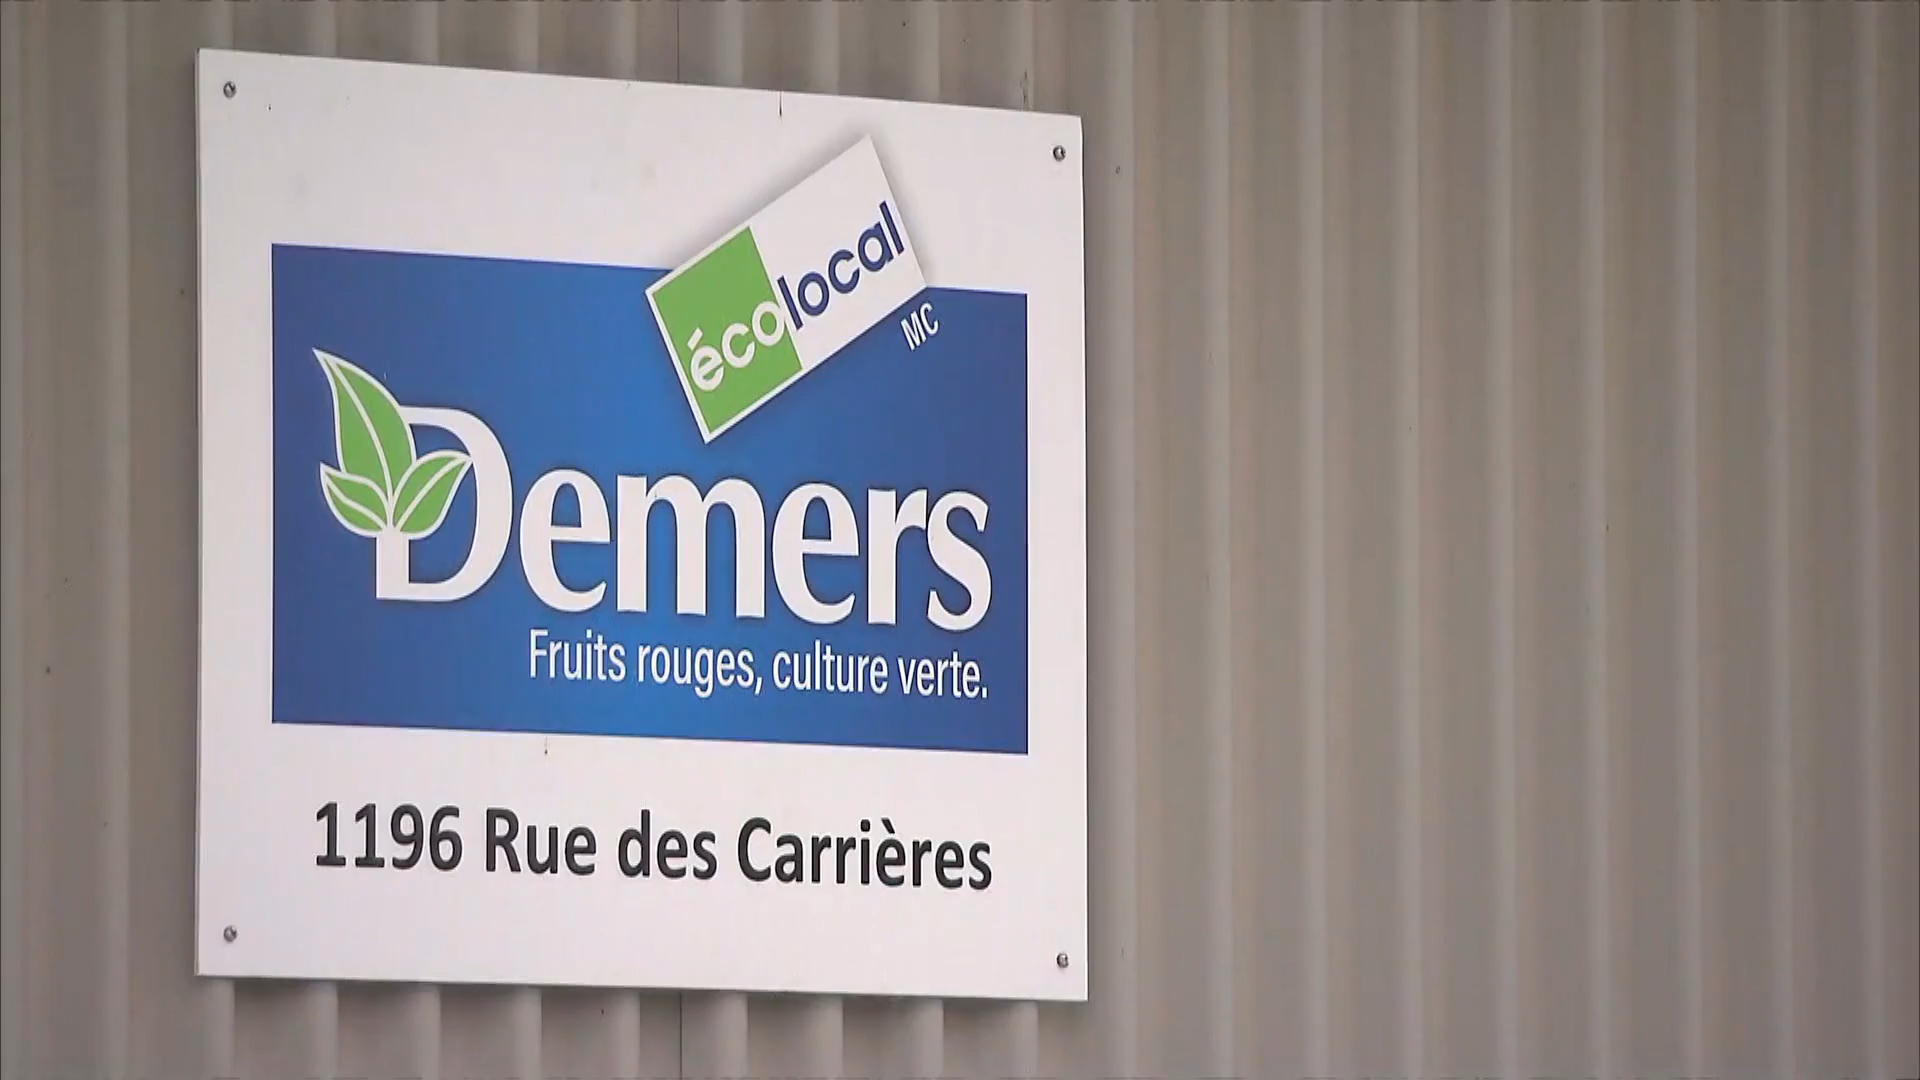 écolocal
MC
Demers
Fruits rouges, culture verte.
1196 Rue des Carrières